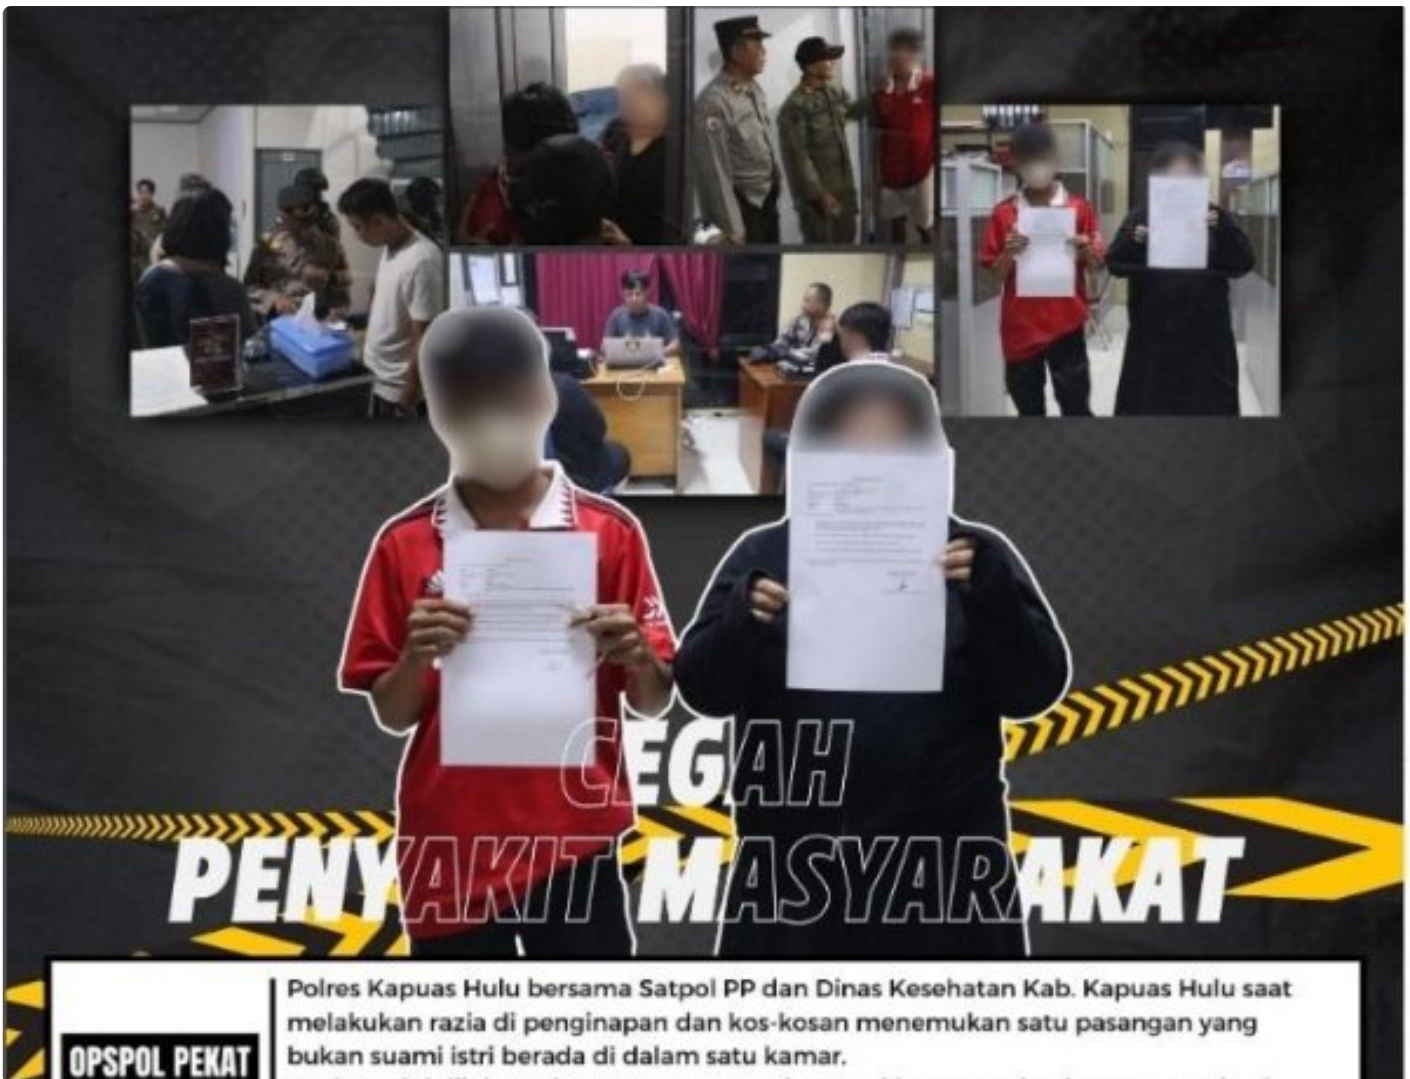 CEGAH
PENYAKIT MASYARAKAT
OPSPOL PEKAT
Polres Kapuas Hulu bersama Satpol PP dan Dinas Kesehatan Kab. Kapuas Hulu saat
melakukan razia di penginapan dan kos-kosan menemukan satu pasangan yang
bukan suami istri berada di dalam satu kamar.